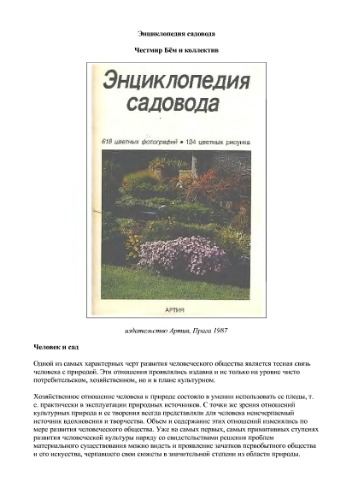 Энциклопедия садовода
Честмир Бём и коллектив
Энциклопедия
садовода
618 цветных фотографий • 134 цветных рисунка
АРТИЯ
издательство Артия, Прага 1987
Человек и сад
Одной из самых характерных черт развития человеческого общества является тесная связь
человека с природой. Эти отношения проявлялись издавна и не только на уровне чисто
потребительском, хозяйственном, но и в плане культурном.
Хозяйственное отношение человека к природе состояло в умении использовать ее плоды, т.
е. практически в эксплуатации природных источников. С точки же зрения отношений
культурных природа и ее творения всегда представляли для человека неисчерпаемый
источник вдохновения и творчества. Объем и содержание этих отношений изменялись по
мере развития общества. Уже на самых первых, самых примитивных ступенях
развития человеческой культуры наряду со свидетельствами решения проблем
материального существования можно видеть и проявление зачатков первобытного общества
и его искусства, черпавшего свои сюжеты в значительной степени из области природы.